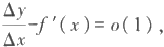 Δy/Δx − f ′(x) = o(1),